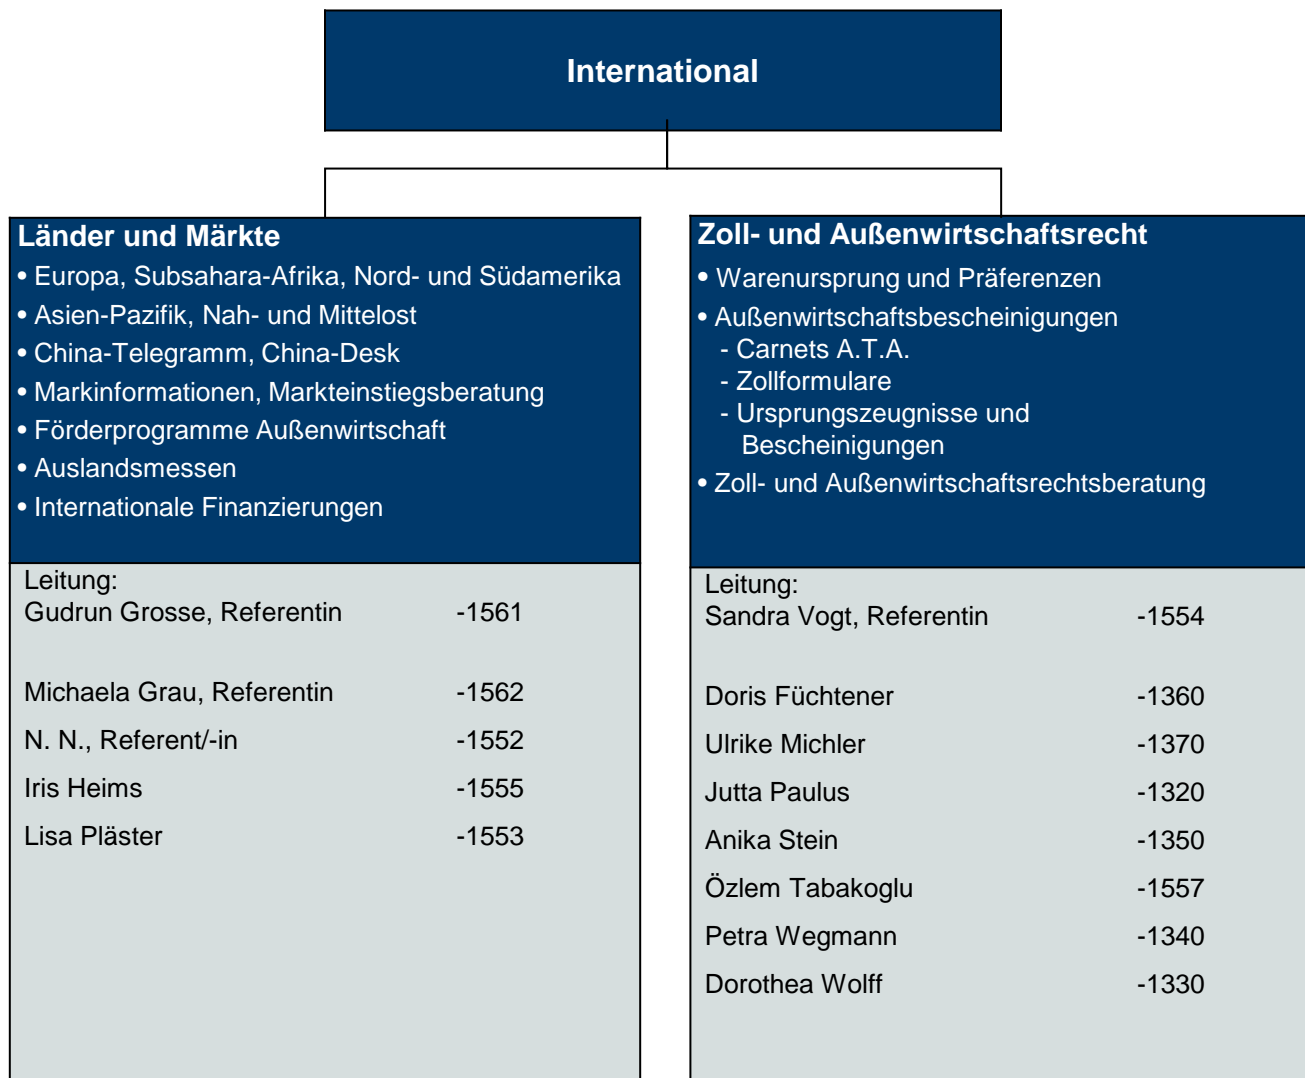 International
Länder und Märkte
• Europa, Subsahara-Afrika, Nord- und Südamerika
• Asien-Pazifik, Nah- und Mittelost
• China-Telegramm, China-Desk
• Markinformationen, Markteinstiegsberatung
• Förderprogramme Außenwirtschaft
• Auslandsmessen
• Internationale Finanzierungen
Leitung:
Gudrun Grosse, Referentin -1561
Michaela Grau, Referentin -1562
N. N., Referent/-in -1552
Iris Heims -1555
Lisa Pläster -1553
Zoll- und Außenwirtschaftsrecht
• Warenursprung und Präferenzen
• Außenwirtschaftsbescheinigungen
- Carnets A.T.A.
- Zollformulare
- Ursprungszeugnisse und
Bescheinigungen
• Zoll- und Außenwirtschaftsrechtsberatung
Leitung:
Sandra Vogt, Referentin -1554
Doris Füchtener -1360
Ulrike Michler -1370
Jutta Paulus -1320
Anika Stein -1350
Özlem Tabakoglu -1557
Petra Wegmann -1340
Dorothea Wolff -1330